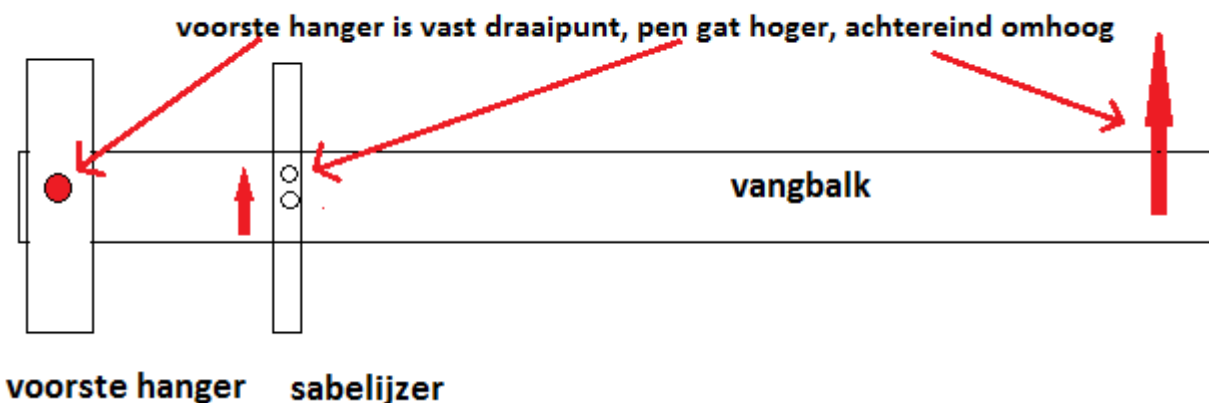 voorste hanger is vast draaipunt, pen gat hoger, achtereind omhoog
vangbalk
voorste hanger
sabelijzer